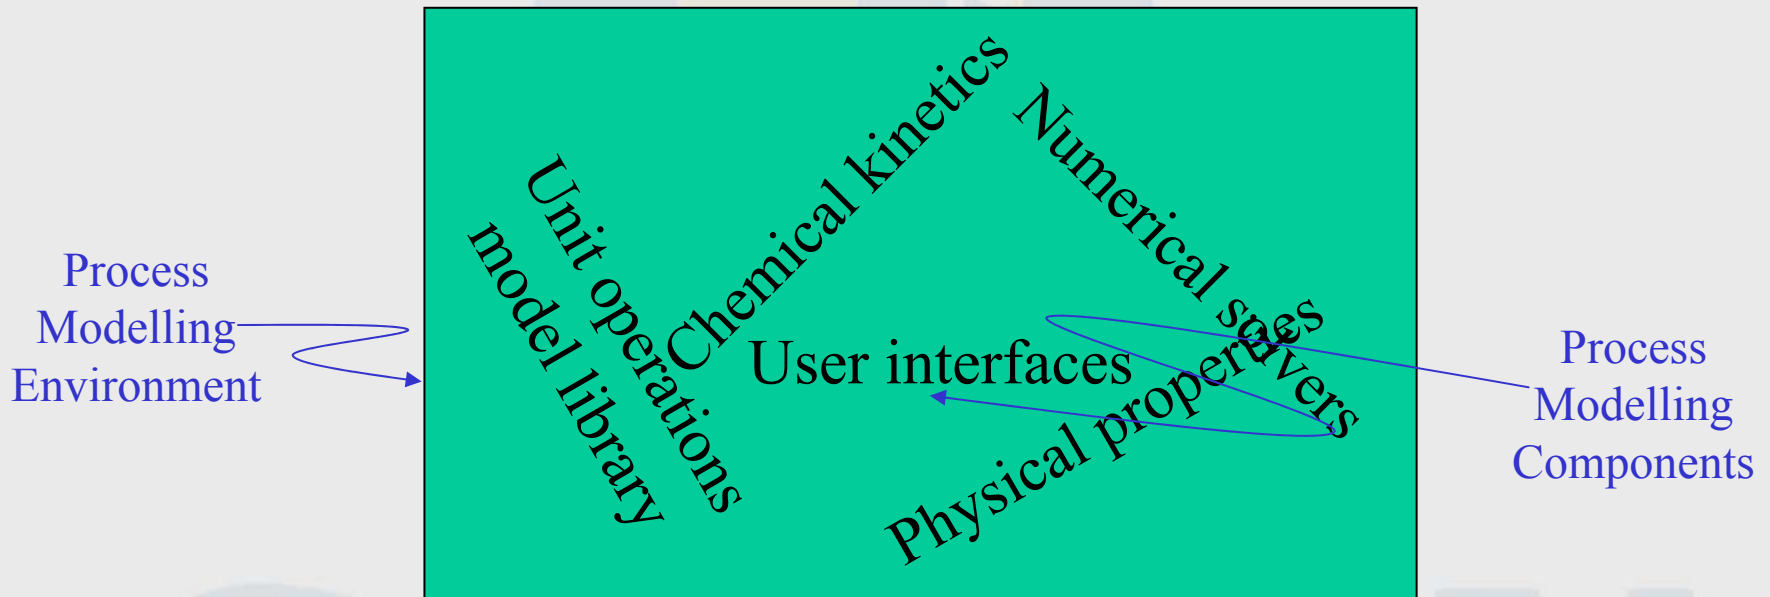 Process
Modelling
Environment
Unit operations
model library
Chemical kinetics
Numerical solvers
User interfaces
Physical properties
Process
Modelling
Components